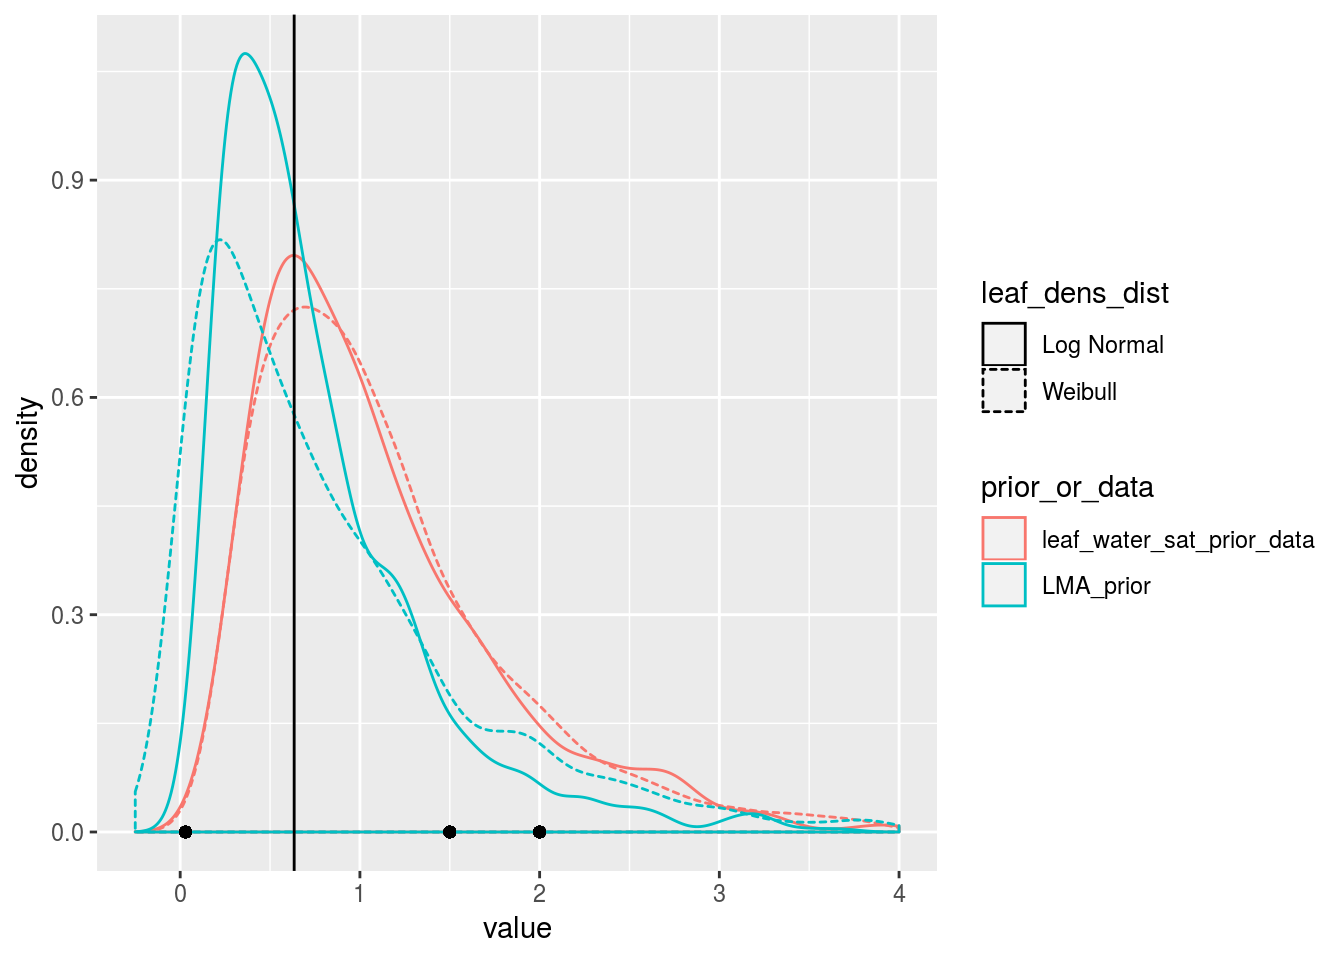 density
0.9
0.6
0.3
0.0
0
1
2
3
4
value
leaf_dens_dist
Log Normal
Weibull
prior_or_data
leaf_water_sat_prior_data
LMA_prior